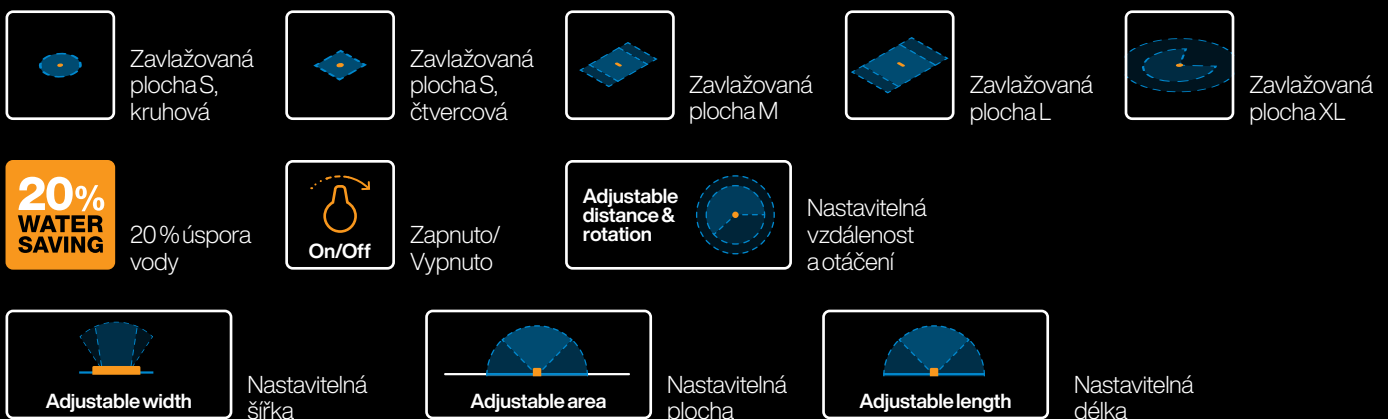 Zavlažovaná
plocha S,
kruhová
Zavlažovaná
plocha S,
čtvercová
Zavlažovaná
plocha M
Zavlažovaná
plocha L
Zavlažovaná
plocha XL
20%
WATER
SAVING
20 % úspora
vody
On/Off
Zapnuto/
Vypnuto
Adjustable
distance &
rotation
Nastavitelná
vzdálenost
a otáčení
Adjustable width
Nastavitelná
šířka
Adjustable area
Nastavitelná
plocha
Adjustable length
Nastavitelná
délka